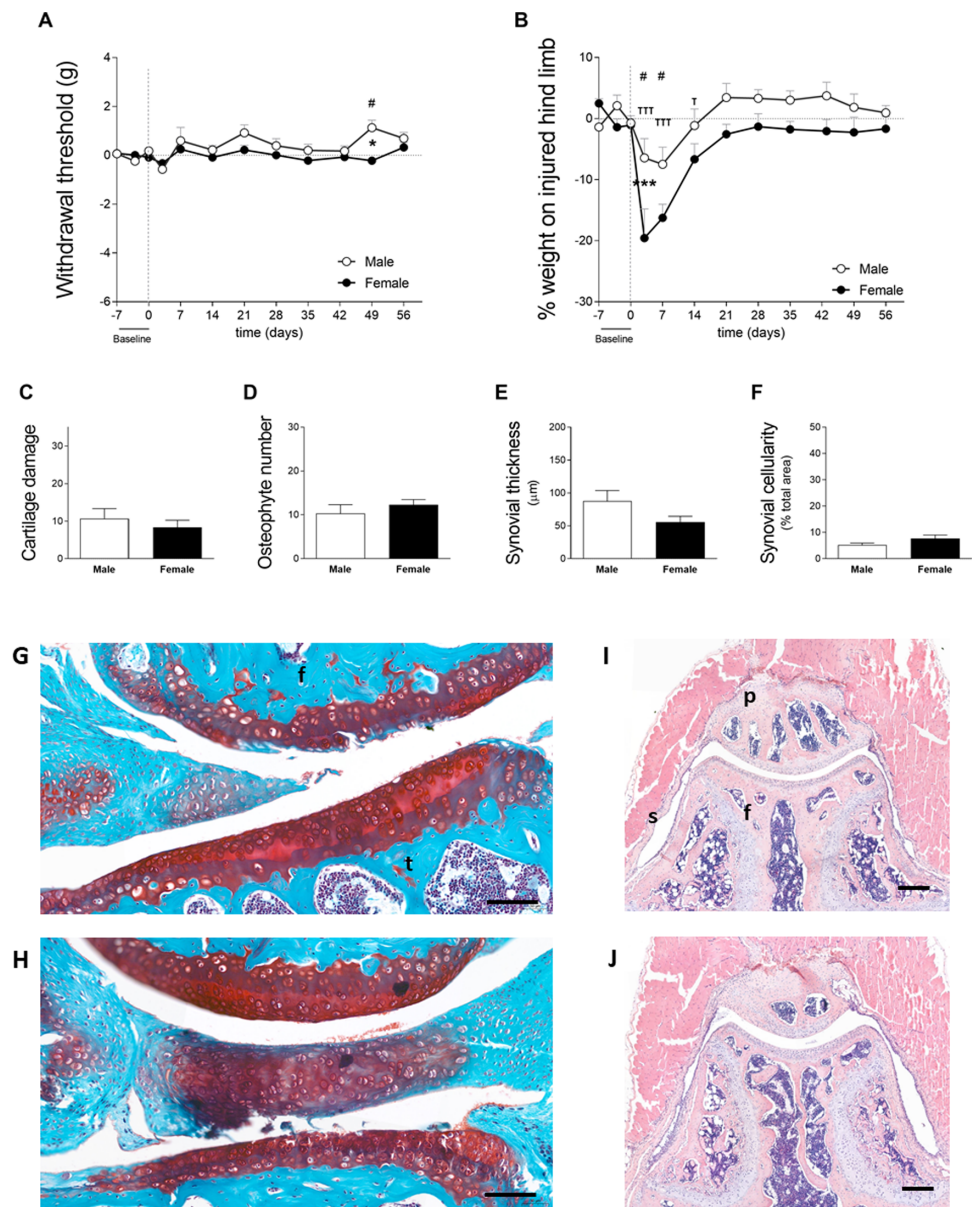 A
Withdrawal threshold (g)
4
2
0
-2
-4
-6
#
*
Male
Female
-7 0 7 14 21 28 35 42 49 56
time (days)
Baseline
B
% weight on injured hind limb
10
0
-10
-20
-30
# #
TTT
TTT
T
***
Male
Female
-7 0 7 14 21 28 35 42 49 56
time (days)
Baseline
C
Cartilage damage
30
20
10
0
Male Female
D
Osteophyte number
30
20
10
0
Male Female
E
Synovial thickness
(µm)
200
150
100
50
0
Male Female
F
Synovial cellularity
(% total area)
50
40
30
20
10
0
Male Female
G
f
t
H
I
p
s
f
J